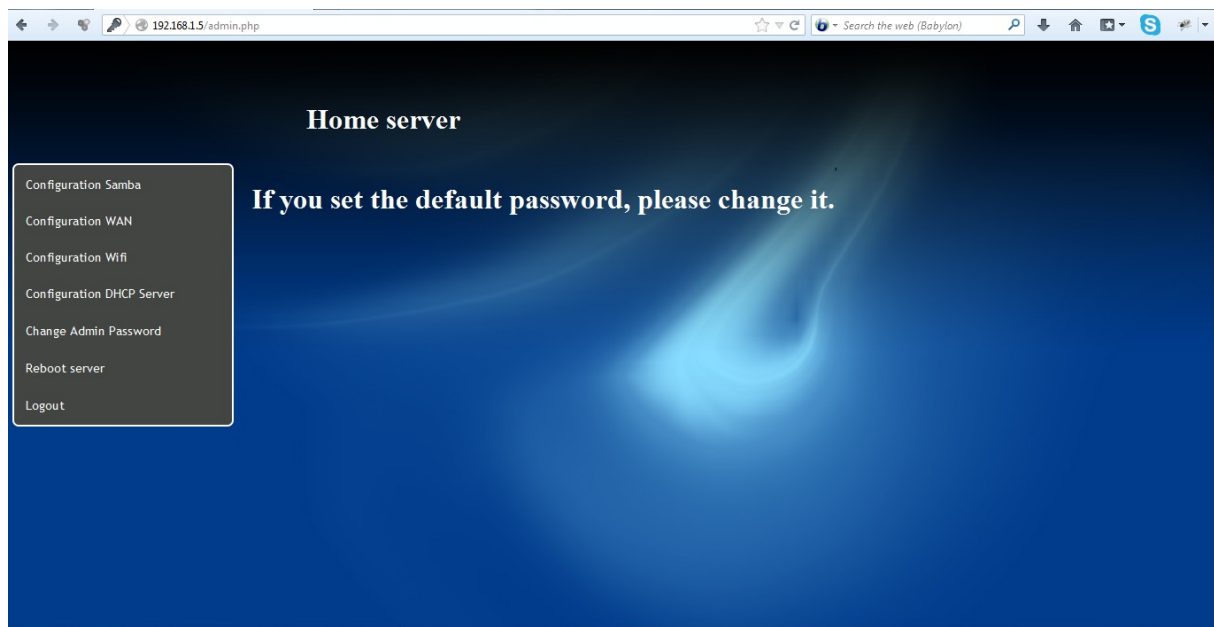 192.168.1.5/admin.php
Search the web (Babylon)
Home server
If you set the default password, please change it.
Configuration Samba
Configuration WAN
Configuration Wifi
Configuration DHCP Server
Change Admin Password
Reboot server
Logout